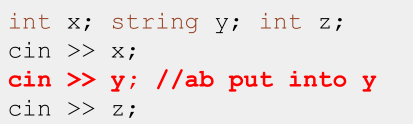 int x; string y; int z;
cin >> x;
cin >> y; //ab put into y
cin >> z;